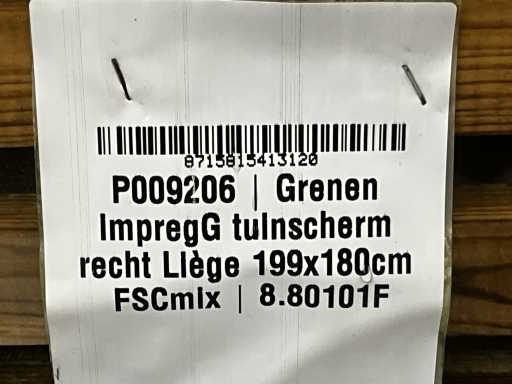 8715815413120
P009206 | Grenen
ImpregG tuInscherm
recht LIège 199x180cm
FSCmIx | 8.80101F